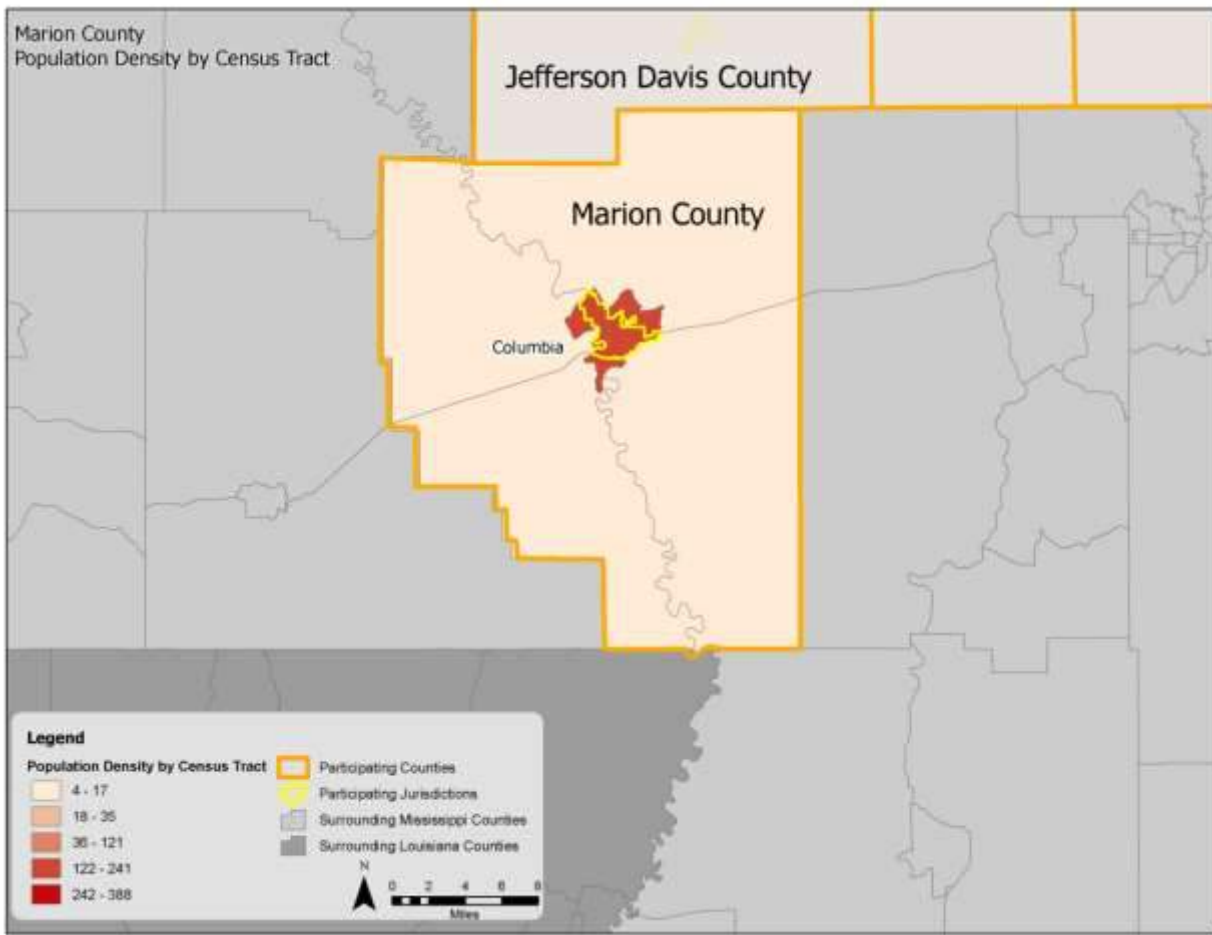 Marion County
Population Density by Census Tract
Jefferson Davis County
Marion County
Columbia
Legend
Population Density by Census Tract
4 - 17
18 - 35
36 - 121
122 - 241
242 - 388
Participating Counties
Participating Jurisdictions
Surrounding Mississippi Counties
Surrounding Louisiana Counties
N
0 2 4 6 8
Miles